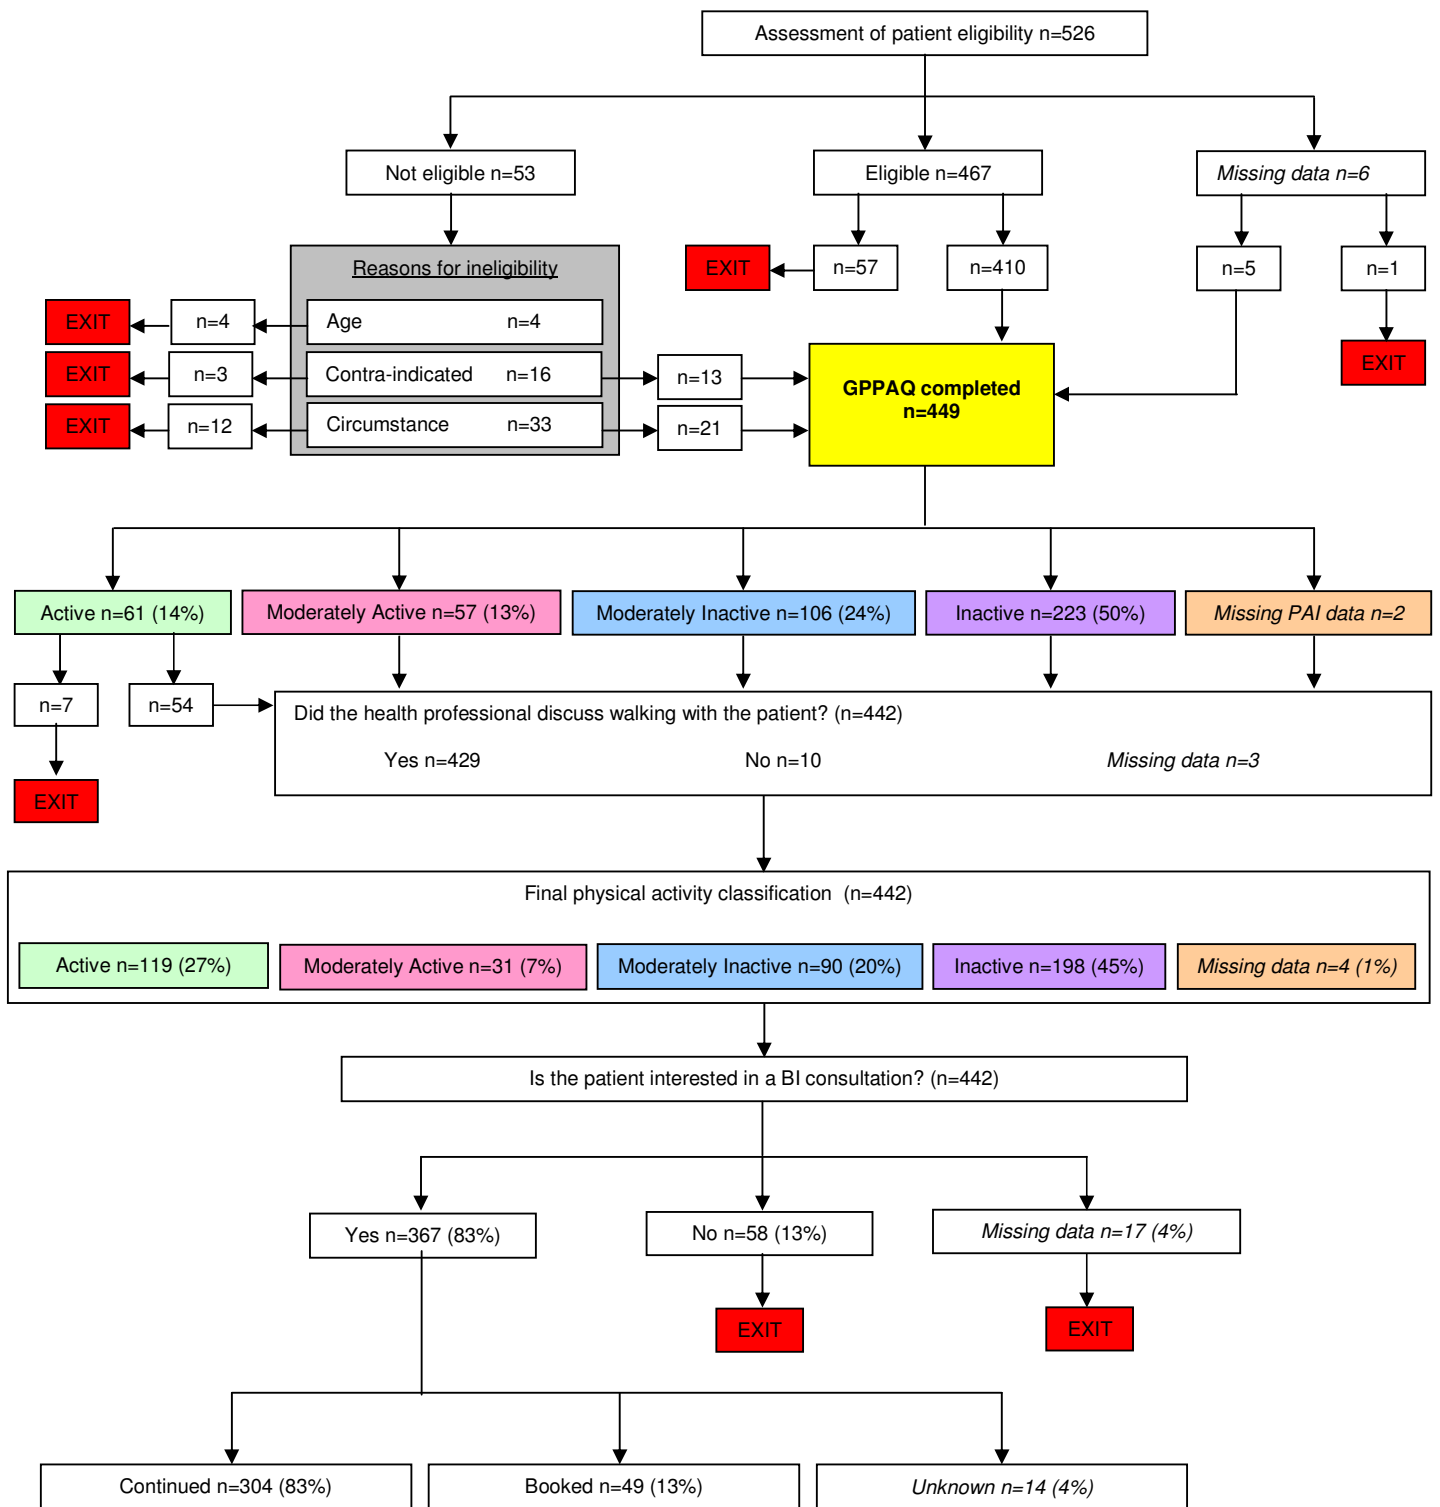 Assessment of patient eligibility n=526
Not eligible n=53
Eligible n=467
Missing data n=6
Reasons for ineligibility
EXIT
n=57
n=410
n=5
n=1
EXIT
n=4
Age n=4
EXIT
EXIT
n=3
Contra-indicated n=16
n=13
GPPAQ completed
n=449
EXIT
n=12
Circumstance n=33
n=21
Active n=61 (14%)
Moderately Active n=57 (13%)
Moderately Inactive n=106 (24%)
Inactive n=223 (50%)
Missing PAI data n=2
n=7
n=54
Did the health professional discuss walking with the patient? (n=442)
Yes n=429
No n=10
Missing data n=3
EXIT
Final physical activity classification (n=442)
Active n=119 (27%)
Moderately Active n=31 (7%)
Moderately Inactive n=90 (20%)
Inactive n=198 (45%)
Missing data n=4 (1%)
Is the patient interested in a BI consultation? (n=442)
Yes n=367 (83%)
No n=58 (13%)
Missing data n=17 (4%)
EXIT
EXIT
Continued n=304 (83%)
Booked n=49 (13%)
Unknown n=14 (4%)